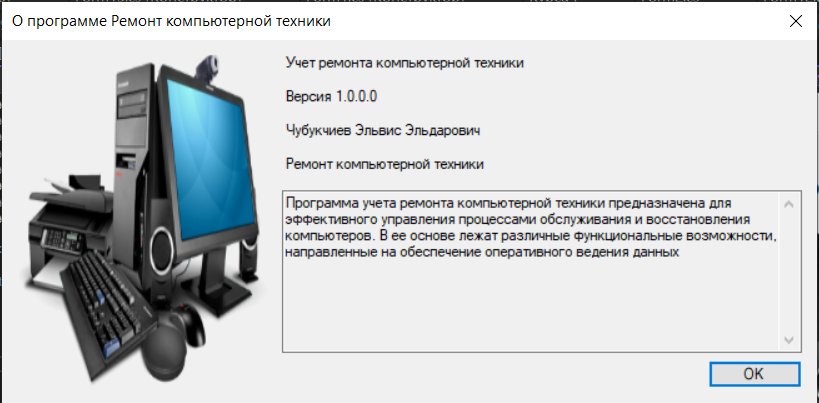 О программе Ремонт компьютерной техники
Учет ремонта компьютерной техники
Версия 1.0.0.0
Чубукчиев Эльвис Эльдарович
Ремонт компьютерной техники
Программа учета ремонта компьютерной техники предназначена для
эффективного управления процессами обслуживания и восстановления
компьютеров. В ее основе лежат различные функциональные возможности,
направленные на обеспечение оперативного ведения данных
OK